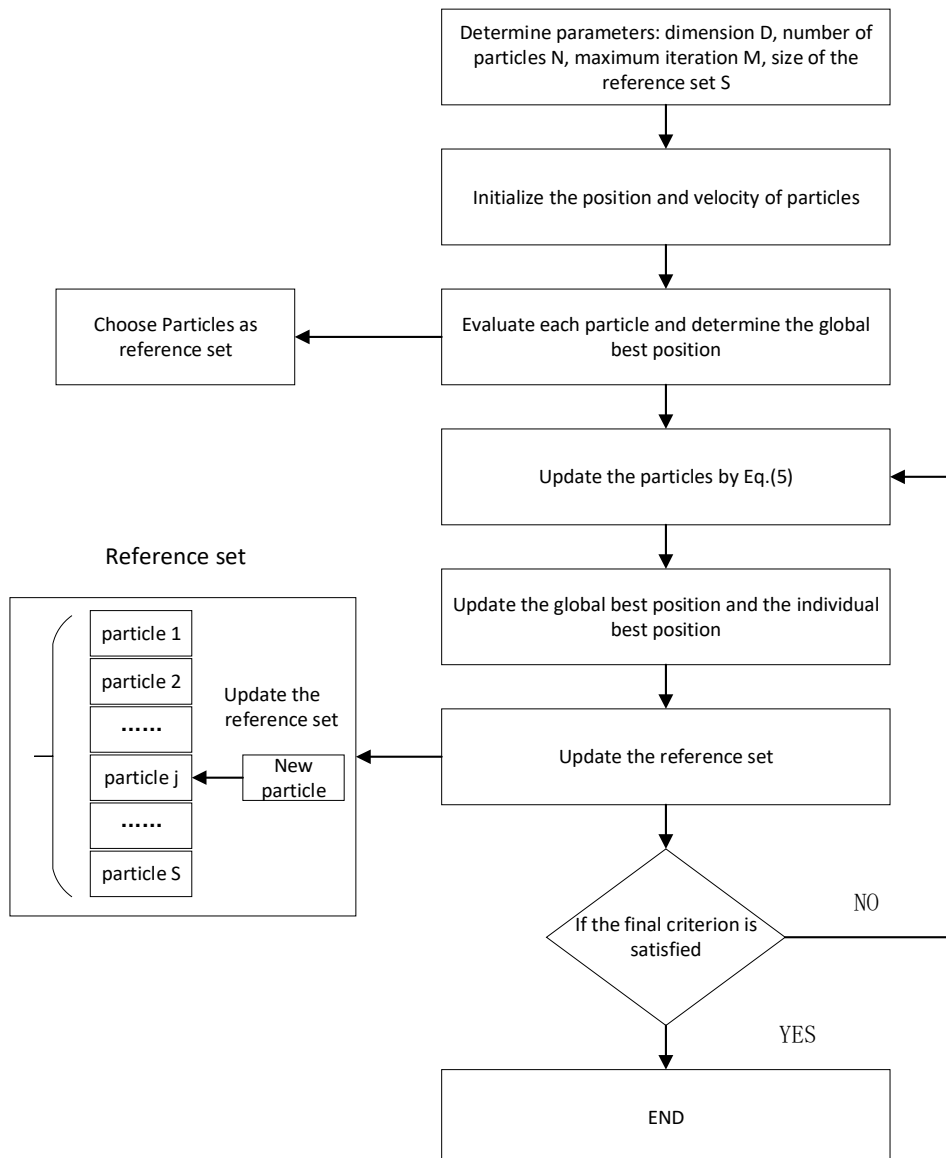 Determine parameters: dimension D, number of
particles N, maximum iteration M, size of the
reference set S
Initialize the position and velocity of particles
Choose Particles as
reference set
Evaluate each particle and determine the global
best position
Update the particles by Eq.(5)
Reference set
Update the global best position and the individual
best position
particle 1
particle 2
Update the
reference set
......
particle j
New
particle
......
particle S
Update the reference set
If the final criterion is
satisfied
NO
YES
END